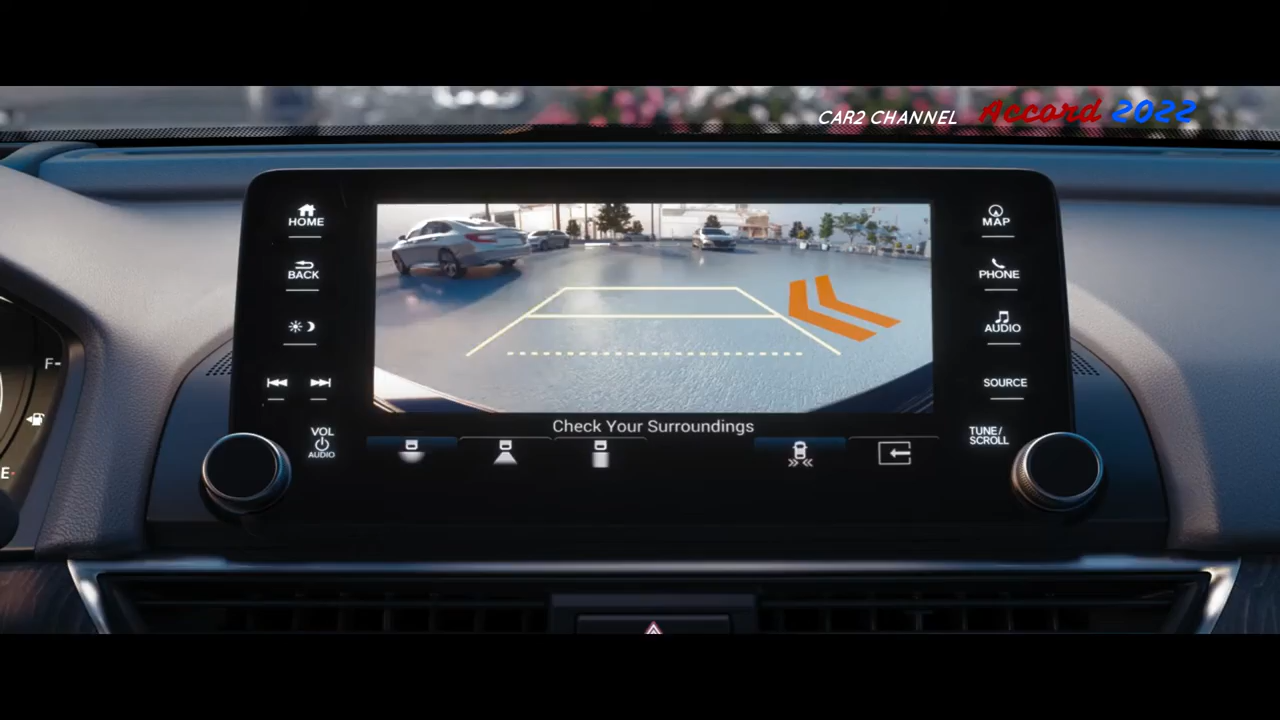 CAR2 CHANNEL Accord 2022
HOME
BACK
VOL
AUDIO
MAP
PHONE
AUDIO
SOURCE
TUNE/
SCROLL
Check Your Surroundings
F
E